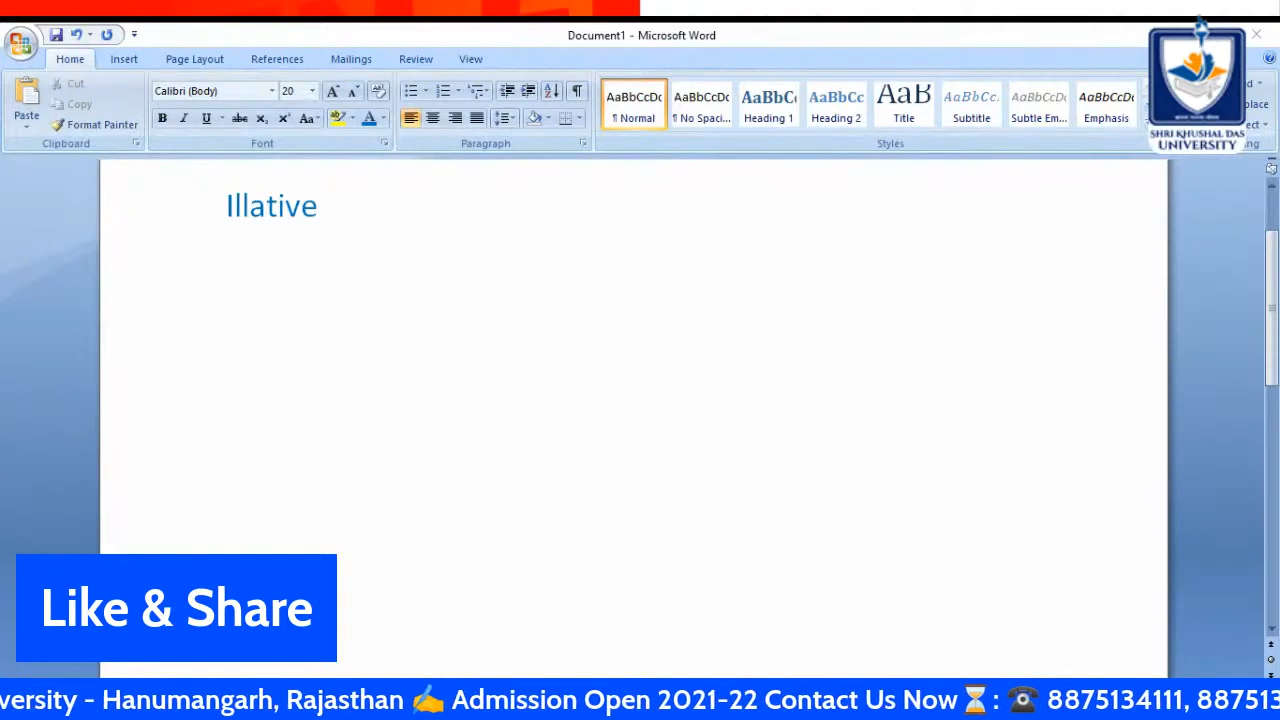 Document1 - Microsoft Word
Home Insert Page Layout References Mailings Review View
Paste
Cut
Copy
Format Painter
Clipboard
Calibri (Body) 20
Font
Paragraph
AaBbCcDc AaBbCcDc AaBbC AaBbCc AaB AaBbCc. AaBbCcDc AaBbCcDc
¶ Normal ¶ No Spaci... Heading 1 Heading 2 Title Subtitle Subtle Em... Emphasis
Styles
SHRI KHUSHAL DAS
UNIVERSITY
Illative
Like & Share
versity - Hanumangarh, Rajasthan ✍️ Admission Open 2021-22 Contact Us Now⏳: ☎️ 8875134111, 887513